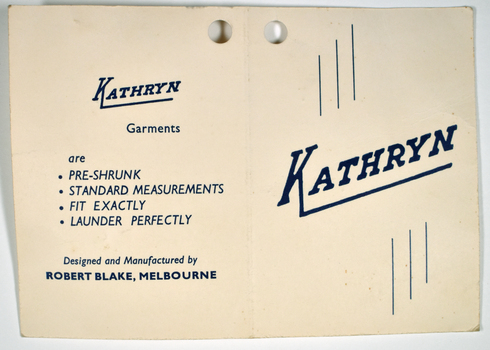 KATHRYN
Garments
are
• PRE-SHRUNK
• STANDARD MEASUREMENTS
• FIT EXACTLY
• LAUNDER PERFECTLY
Designed and Manufactured by
ROBERT BLAKE, MELBOURNE
KATHRYN